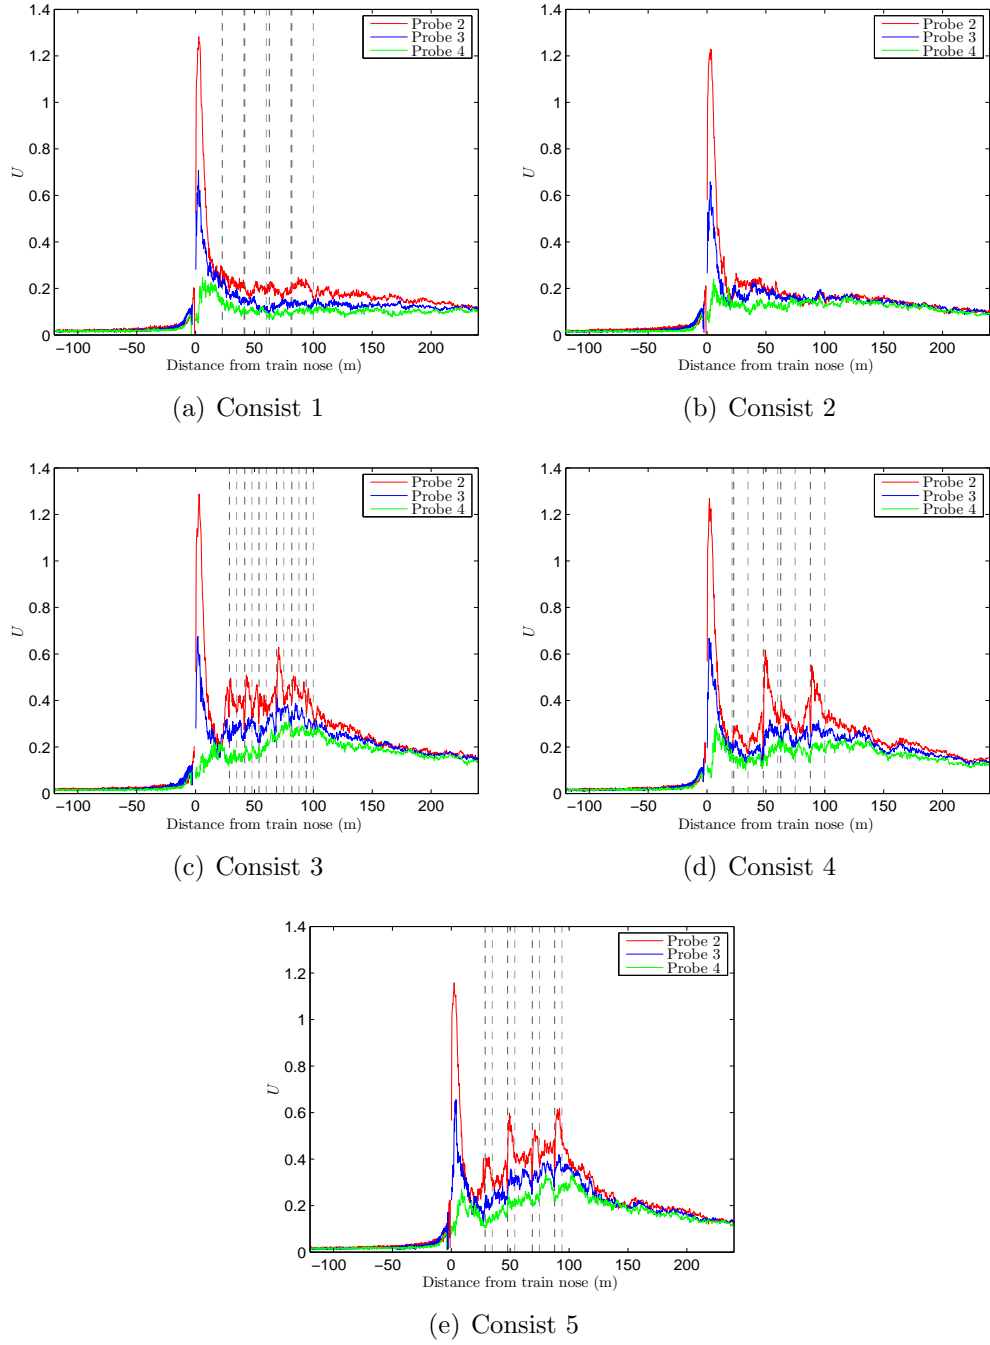 1.4
1.2
1
0.8
0.6
0.4
0.2
0
U
Probe 2
Probe 3
Probe 4
−100 −50 0 50 100 150 200
Distance from train nose (m)
(a) Consist 1
1.4
1.2
1
0.8
0.6
0.4
0.2
0
U
Probe 2
Probe 3
Probe 4
−100 −50 0 50 100 150 200
Distance from train nose (m)
(b) Consist 2
1.4
1.2
1
0.8
0.6
0.4
0.2
0
U
Probe 2
Probe 3
Probe 4
−100 −50 0 50 100 150 200
Distance from train nose (m)
(c) Consist 3
1.4
1.2
1
0.8
0.6
0.4
0.2
0
U
Probe 2
Probe 3
Probe 4
−100 −50 0 50 100 150 200
Distance from train nose (m)
(d) Consist 4
1.4
1.2
1
0.8
0.6
0.4
0.2
0
U
Probe 2
Probe 3
Probe 4
−100 −50 0 50 100 150 200
Distance from train nose (m)
(e) Consist 5